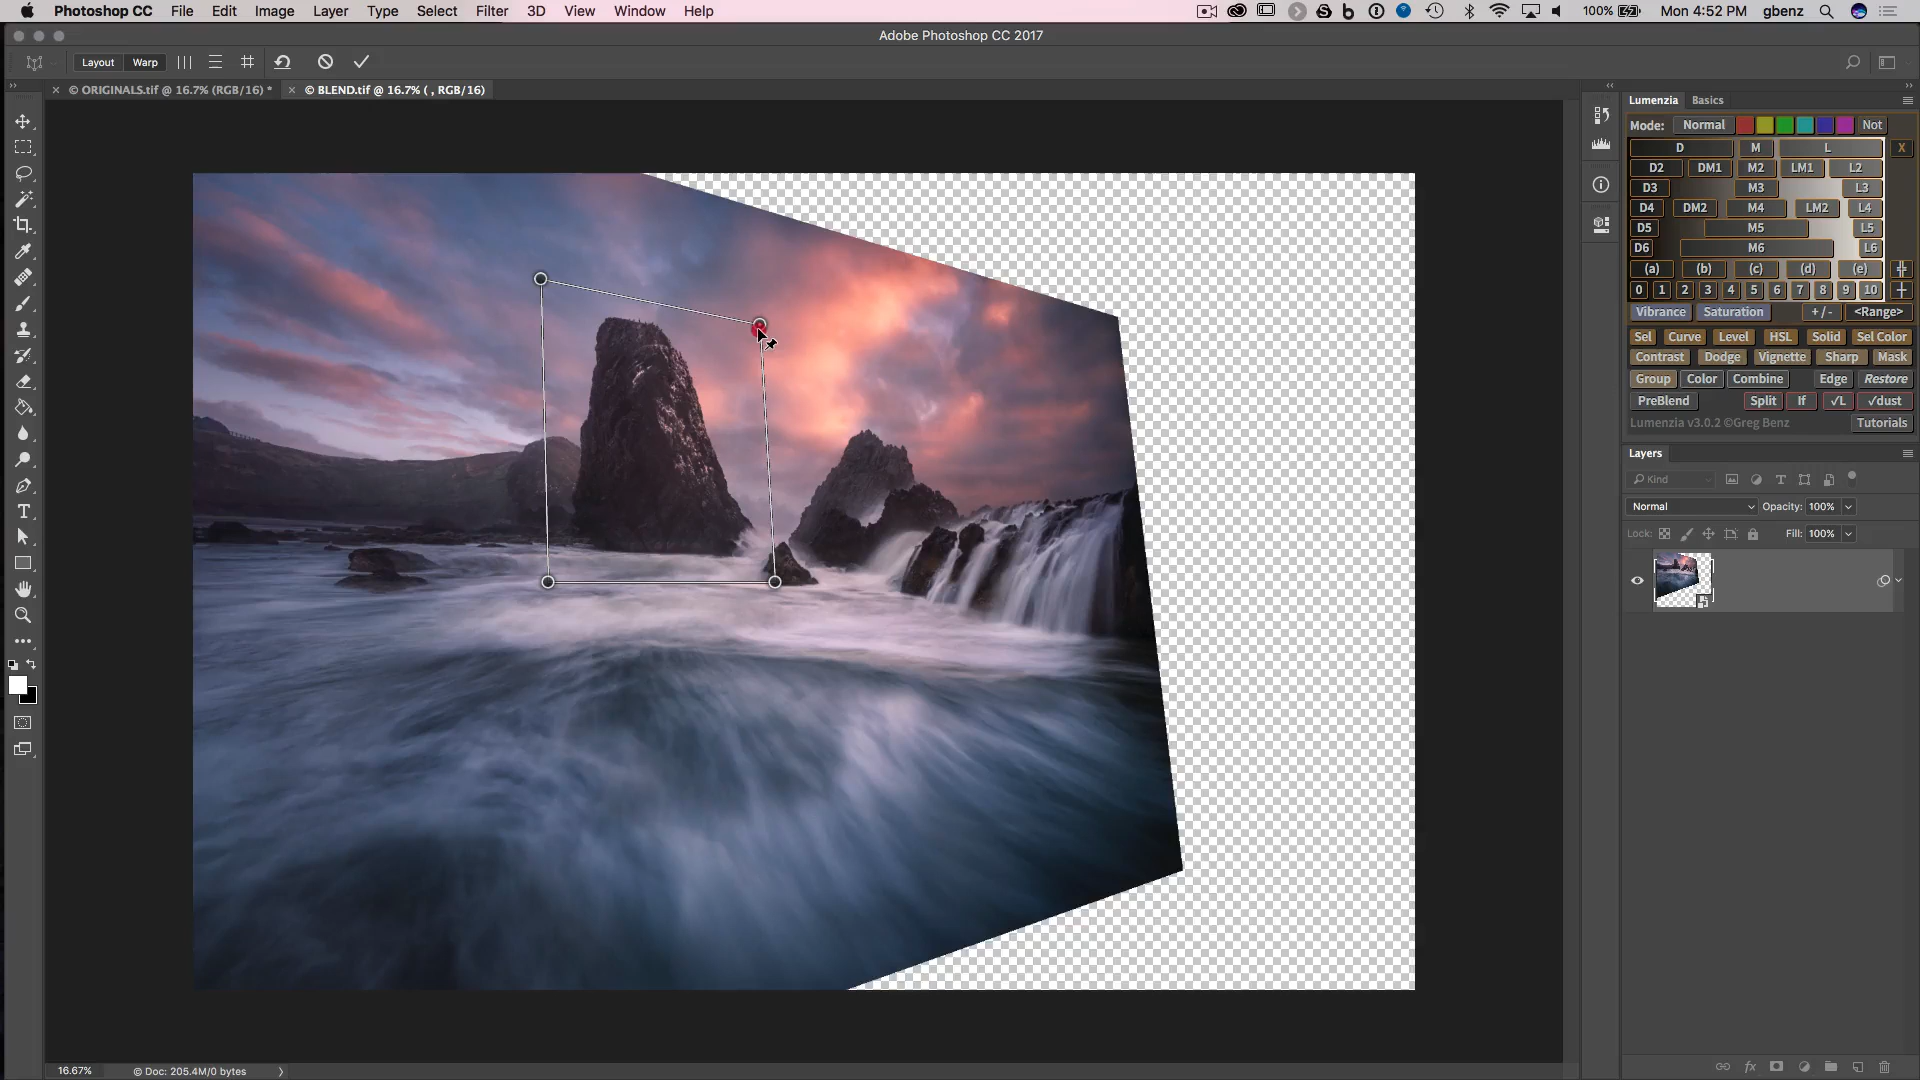 Photoshop CC File Edit Image Layer Type Select Filter 3D View Window Help 100% Mon 4:52 PM gbenz
Adobe Photoshop CC 2017
Layout Warp
© ORIGINALS.tif @ 16.7% (RGB/16) * © BLEND.tif @ 16.7% ( , RGB/16)
Lumenzia Basics
Mode: Normal Not
D M L X
D2 DM1 M2 LM1 L2
D3 M3 L3
D4 DM2 M4 LM2 L4
D5 M5 L5
D6 M6 L6
(a) (b) (c) (d) (e)
0 1 2 3 4 5 6 7 8 9 10
Vibrance Saturation + / - <Range>
Sel Curve Level HSL Solid Sel Color
Contrast Dodge Vignette Sharp Mask
Group Color Combine Edge Restore
PreBlend Split If √L √dust
Lumenzia v3.0.2 ©Greg Benz Tutorials
Layers
Kind
Normal Opacity: 100%
Lock: Fill: 100%
16.67% © Doc: 205.4M/0 bytes